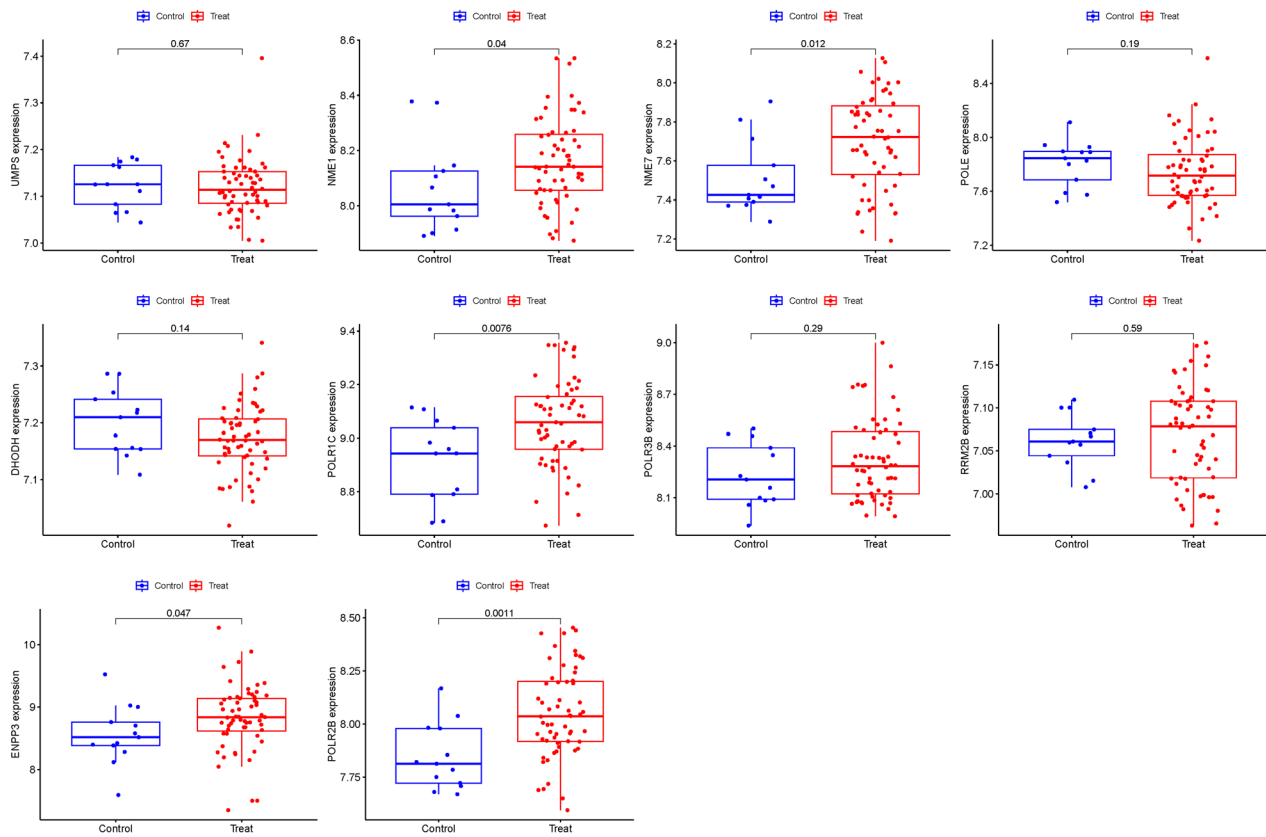 Control Treat
0.67
7.4
7.3
7.2
7.1
7.0
UMPS expression
Control Treat
Control Treat
0.04
8.6
8.4
8.2
8.0
NME1 expression
Control Treat
Control Treat
0.012
8.2
8.0
7.8
7.6
7.4
7.2
NME7 expression
Control Treat
Control Treat
0.19
8.4
8.0
7.6
7.2
POLE expression
Control Treat
Control Treat
0.14
7.3
7.2
7.1
DHODH expression
Control Treat
Control Treat
0.0076
9.4
9.2
9.0
8.8
8.6
POLR1C expression
Control Treat
Control Treat
0.29
9.0
8.7
8.4
8.1
POLR3B expression
Control Treat
Control Treat
0.59
7.15
7.10
7.05
7.00
RRM2B expression
Control Treat
Control Treat
0.047
10
9
8
ENPP3 expression
Control Treat
Control Treat
0.0011
8.50
8.25
8.00
7.75
POLR2B expression
Control Treat